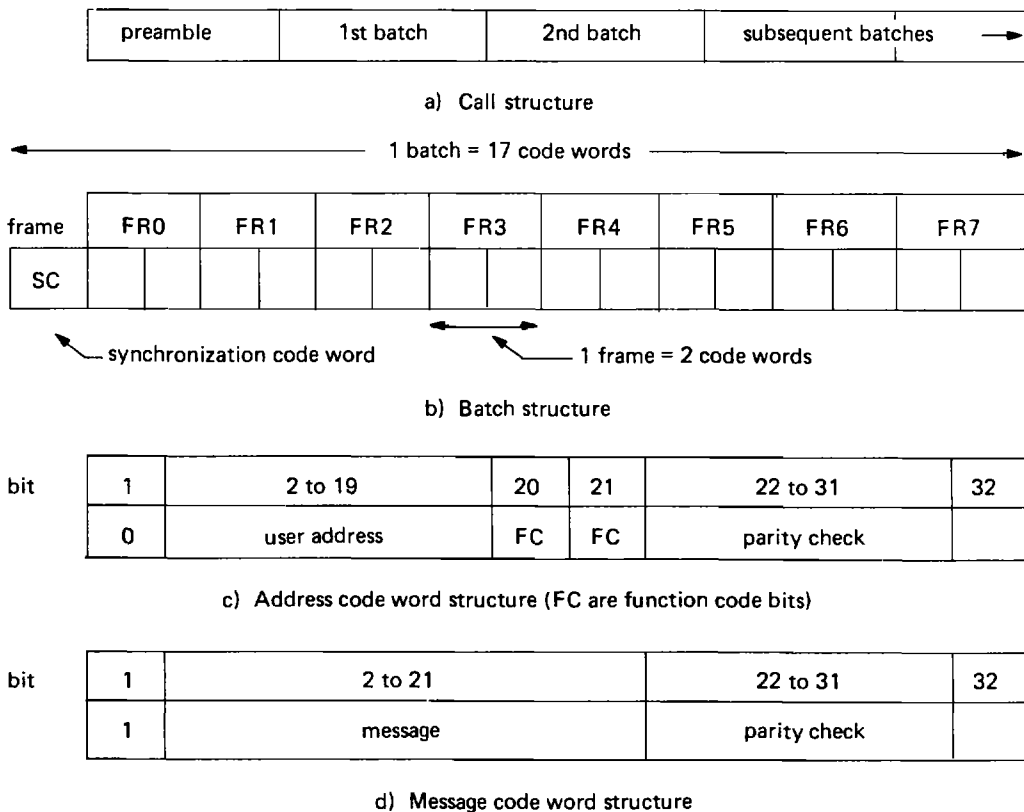 preamble 1st batch 2nd batch subsequent batches
a) Call structure
1 batch = 17 code words
frame FR0 FR1 FR2 FR3 FR4 FR5 FR6 FR7
SC
synchronization code word 1 frame = 2 code words
b) Batch structure
bit 1 2 to 19 20 21 22 to 31 32
0 user address FC FC parity check
c) Address code word structure (FC are function code bits)
bit 1 2 to 21 22 to 31 32
1 message parity check
d) Message code word structure